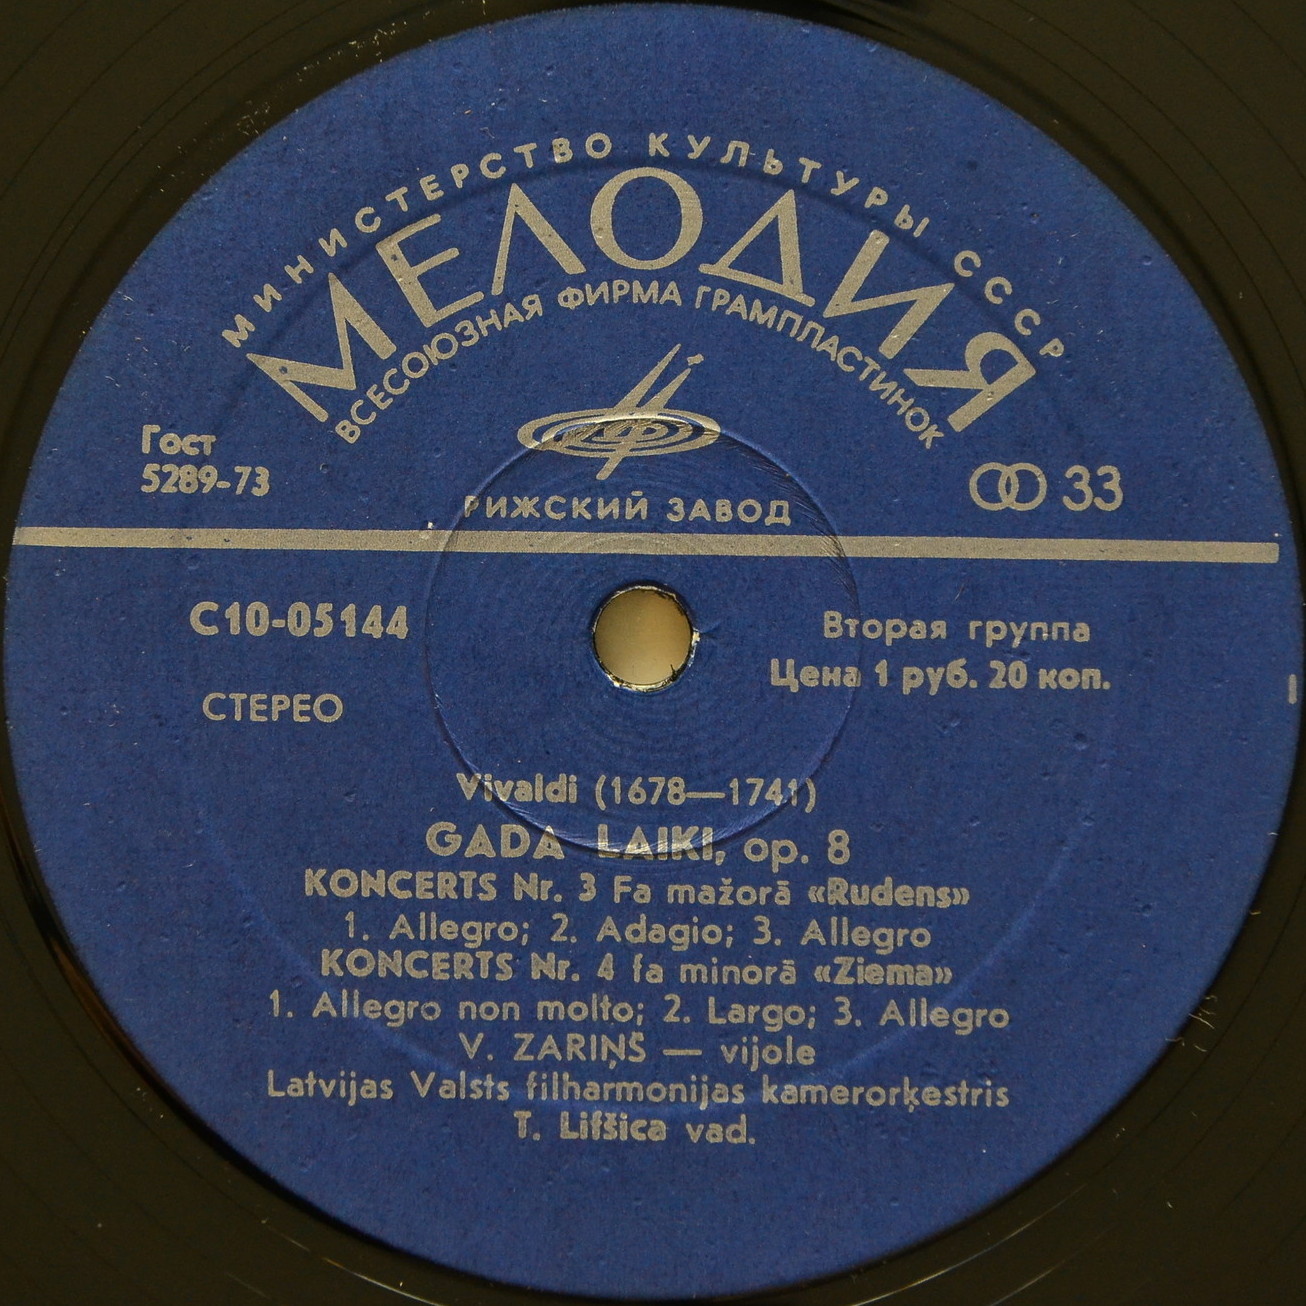 МИНИСТЕРСТВО КУЛЬТУРЫ СССР
МЕЛОДИЯ
ВСЕСОЮЗНАЯ ФИРМА ГРАМПЛАСТИНОК
Гост
5289-73
33
РИЖСКИЙ ЗАВОД
С10-05144
Вторая группа
Цена 1 руб. 20 коп.
СТЕРЕО
Vivaldi (1678—1741)
GADA LAIKI, op. 8
KONCERTS Nr. 3 Fa mažorā «Rudens»
1. Allegro; 2. Adagio; 3. Allegro
KONCERTS Nr. 4 fa minorā «Ziema»
1. Allegro non molto; 2. Largo; 3. Allegro
V. ZARIŅŠ — vijole
Latvijas Valsts filharmonijas kamerorķestris
T. Lifšica vad.